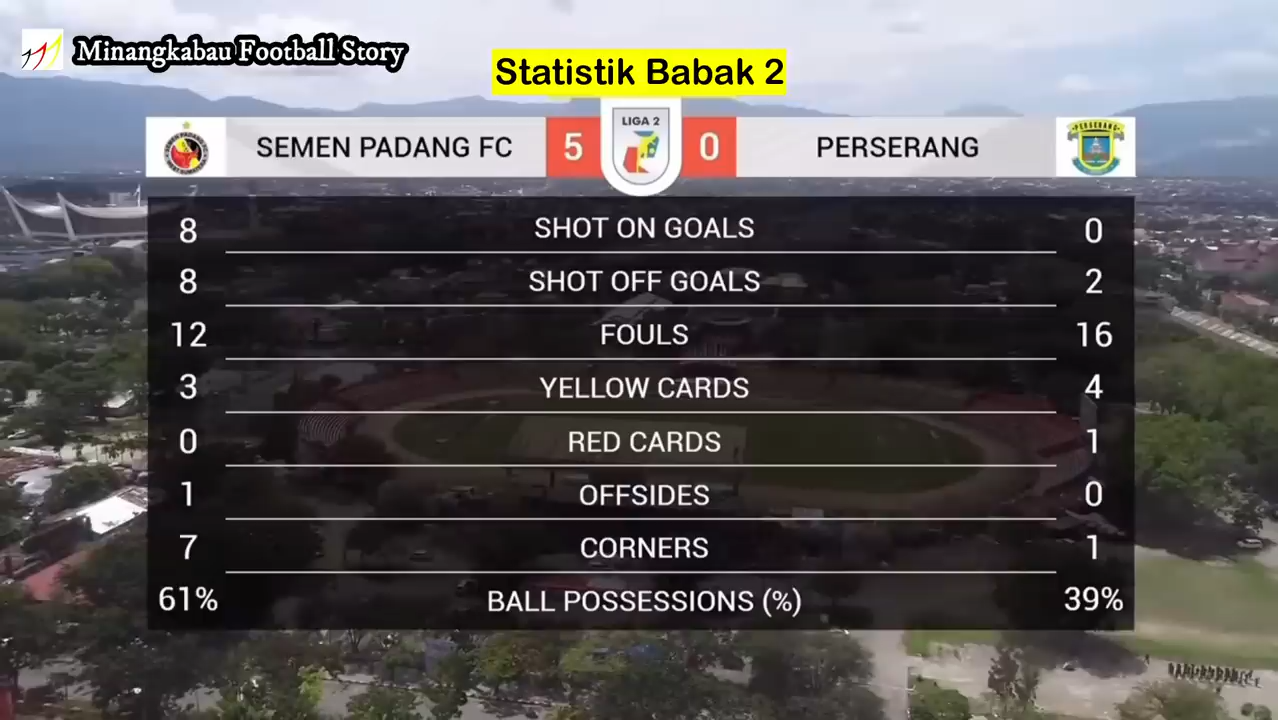 Minangkabau Football Story
Statistik Babak 2
LIGA 2
SEMEN PADANG FC 5 0 PERSERANG
PERSERANG
8 SHOT ON GOALS 0
8 SHOT OFF GOALS 2
12 FOULS 16
3 YELLOW CARDS 4
0 RED CARDS 1
1 OFFSIDES 0
7 CORNERS 1
61% BALL POSSESSIONS (%) 39%